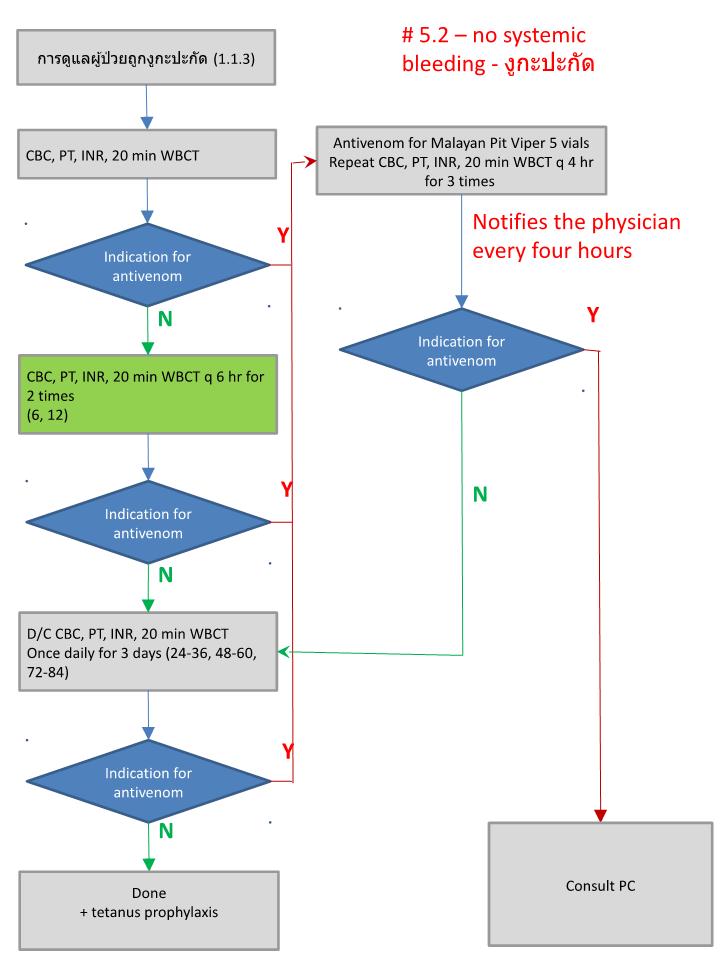 # 5.2 – no systemic
bleeding - งูกะปะกัด
การดูแลผู้ป่วยถูกงูกะปะกัด (1.1.3)
CBC, PT, INR, 20 min WBCT
Indication for
antivenom
Y
N
CBC, PT, INR, 20 min WBCT q 6 hr for
2 times
(6, 12)
Indication for
antivenom
Y
N
D/C CBC, PT, INR, 20 min WBCT
Once daily for 3 days (24-36, 48-60,
72-84)
Indication for
antivenom
Y
N
Done
+ tetanus prophylaxis
Antivenom for Malayan Pit Viper 5 vials
Repeat CBC, PT, INR, 20 min WBCT q 4 hr
for 3 times
Notifies the physician
every four hours
Indication for
antivenom
Y
N
Consult PC